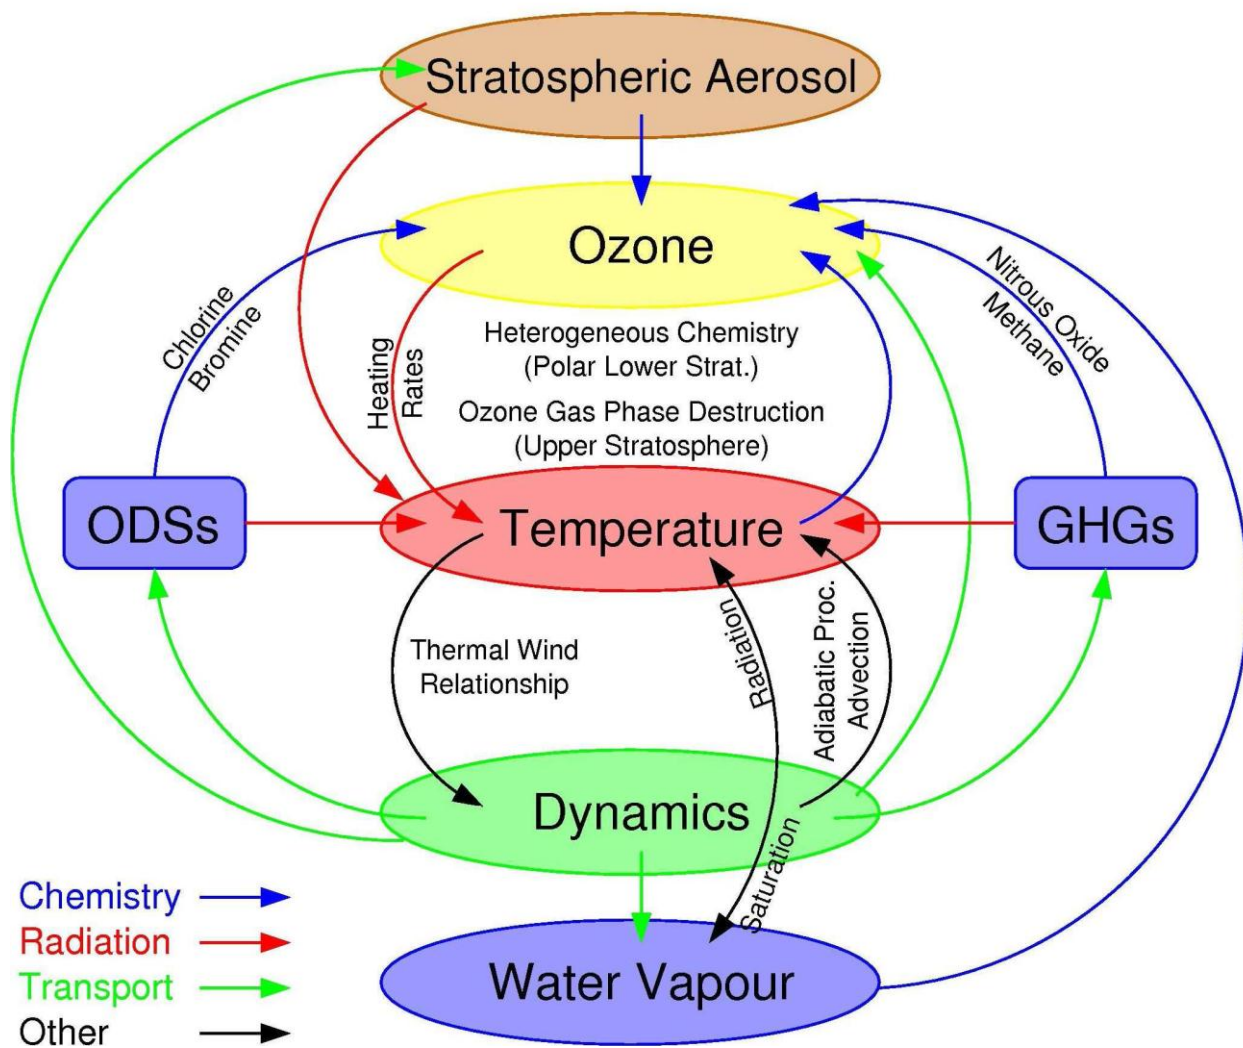 Stratospheric Aerosol
Ozone
Chlorine
Bromine
Heating
Rates
Heterogeneous Chemistry
(Polar Lower Strat.)
Ozone Gas Phase Destruction
(Upper Stratosphere)
Nitrous Oxide
Methane
ODSs
Temperature
GHGs
Thermal Wind
Relationship
Radiation
Adiabatic Proc.
Advection
Dynamics
Saturation
Water Vapour
Chemistry
Radiation
Transport
Other